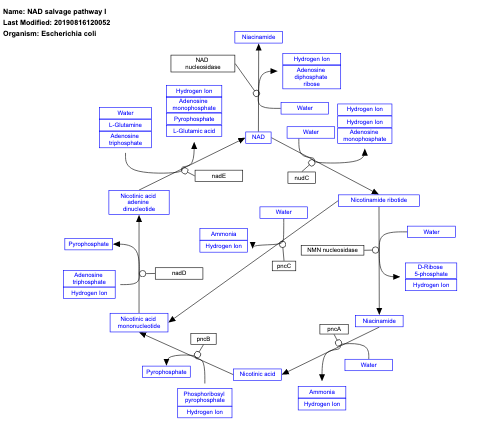 Name: NAD salvage pathway I
Last Modified: 20190816120052
Organism: Escherichia coli
Niacinamide
NAD
nucleosidase
Hydrogen Ion
Adenosine
diphosphate
ribose
Water
Hydrogen Ion
Adenosine
monophosphate
Pyrophosphate
L-Glutamic acid
Water
L-Glutamine
Adenosine
triphosphate
Hydrogen Ion
Hydrogen Ion
Adenosine
monophosphate
Water
NAD
nadE
nudC
Nicotinic acid
adenine
dinucleotide
Nicotinamide ribotide
Water
Ammonia
Hydrogen Ion
Water
Pyrophosphate
NMN nucleosidase
pncC
nadD
Adenosine
triphosphate
Hydrogen Ion
D-Ribose
5-phosphate
Hydrogen Ion
Nicotinic acid
mononucleotide
Niacinamide
pncA
pncB
Water
Pyrophosphate
Nicotinic acid
Phosphoribosyl
pyrophosphate
Hydrogen Ion
Ammonia
Hydrogen Ion